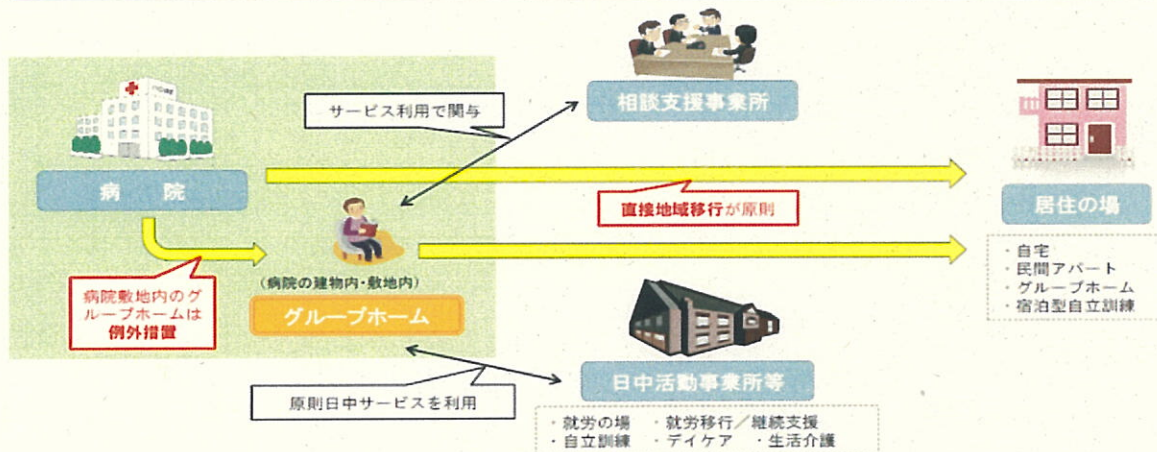 サービス利用で関与
相談支援事業所
病　院
直接地域移行が原則
居住の場
・自宅
・民間アパート
・グループホーム
・宿泊型自立訓練
病院敷地内のグ
ループホームは
例外措置
(病院の建物内・敷地内)
グループホーム
原則日中サービスを利用
日中活動事業所等
・就労の場　・就労移行／継続支援
・自立訓練　・デイケア　・生活介護